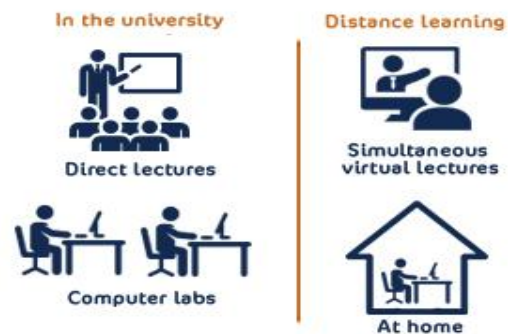 In the university
Direct lectures
Computer labs
Distance learning
Simultaneous
virtual lectures
At home